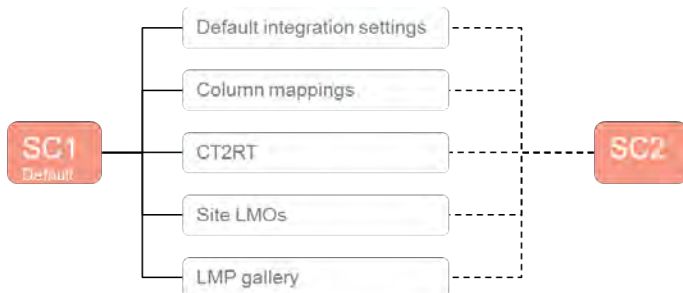 Default integration settings
Column mappings
SC1
Default
CT2RT
SC2
Site LMOs
LMP gallery